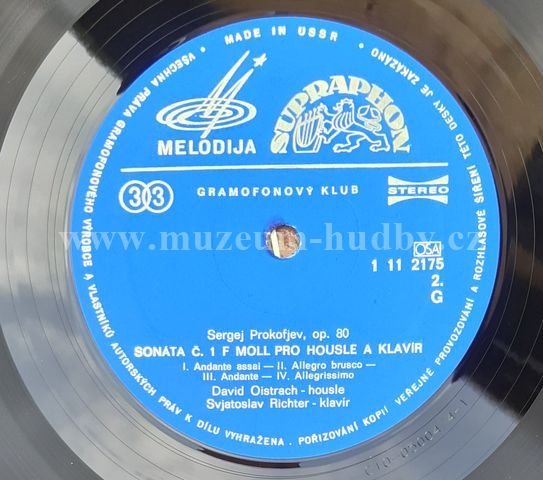 VŠECHNA PRÁVA GRAMOFONOVÉHO VÝROBCE A VLASTNÍKŮ AUTORSKÝCH PRÁV K DÍLU VYHRAŽENA. POŘIZOVÁNÍ KOPIÍ VEŘEJNÉ PROVOZOVÁNÍ A ROZHLASOVÉ ŠÍŘENÍ TÉTO DESKY JE ZAKÁZÁNO
• MADE IN USSR •
MELODIJA
SUPRAPHON
33
GRAMOFONOVÝ KLUB
STEREO
www.muzeum-hudby.cz
OSA
1 11 2175
2.
G
Sergej Prokofjev, op. 80
SONATA Č. 1 F MOLL PRO HOUSLE A KLAVÍR
I. Andante assai — II. Allegro brusco —
III. Andante — IV. Allegrissimo
David Oistrach - housle
Svjatoslav Richter - klavír